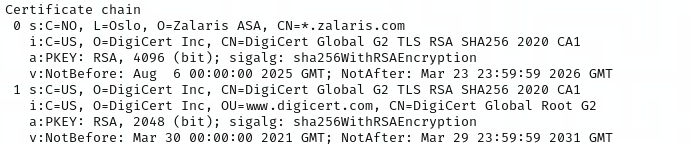 Certificate chain
 0 s:C=NO, L=Oslo, O=Zalaris ASA, CN=*.zalaris.com
   i:C=US, O=DigiCert Inc, CN=DigiCert Global G2 TLS RSA SHA256 2020 CA1
   a:PKEY: RSA, 4096 (bit); sigalg: sha256WithRSAEncryption
   v:NotBefore: Aug  6 00:00:00 2025 GMT; NotAfter: Mar 23 23:59:59 2026 GMT
 1 s:C=US, O=DigiCert Inc, CN=DigiCert Global G2 TLS RSA SHA256 2020 CA1
   i:C=US, O=DigiCert Inc, OU=www.digicert.com, CN=DigiCert Global Root G2
   a:PKEY: RSA, 2048 (bit); sigalg: sha256WithRSAEncryption
   v:NotBefore: Mar 30 00:00:00 2021 GMT; NotAfter: Mar 29 23:59:59 2031 GMT